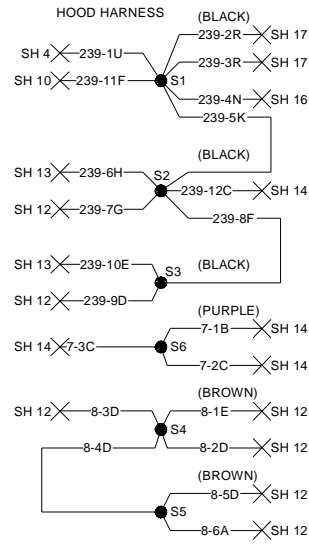 HOOD HARNESS
(BLACK)
239-2R SH 17
SH 4 239-1U
239-3R SH 17
SH 10 239-11F S1
239-4N SH 16
239-5K
(BLACK)
SH 13 239-6H S2
239-12C SH 14
SH 12 239-7G
239-8F
SH 13 239-10E S3 (BLACK)
SH 12 239-9D
(PURPLE)
7-1B SH 14
SH 14 7-3C S6
7-2C SH 14
(BROWN)
SH 12 8-3D 8-1E SH 12
S4
8-4D 8-2D SH 12
(BROWN)
8-5D SH 12
S5
8-6A SH 12